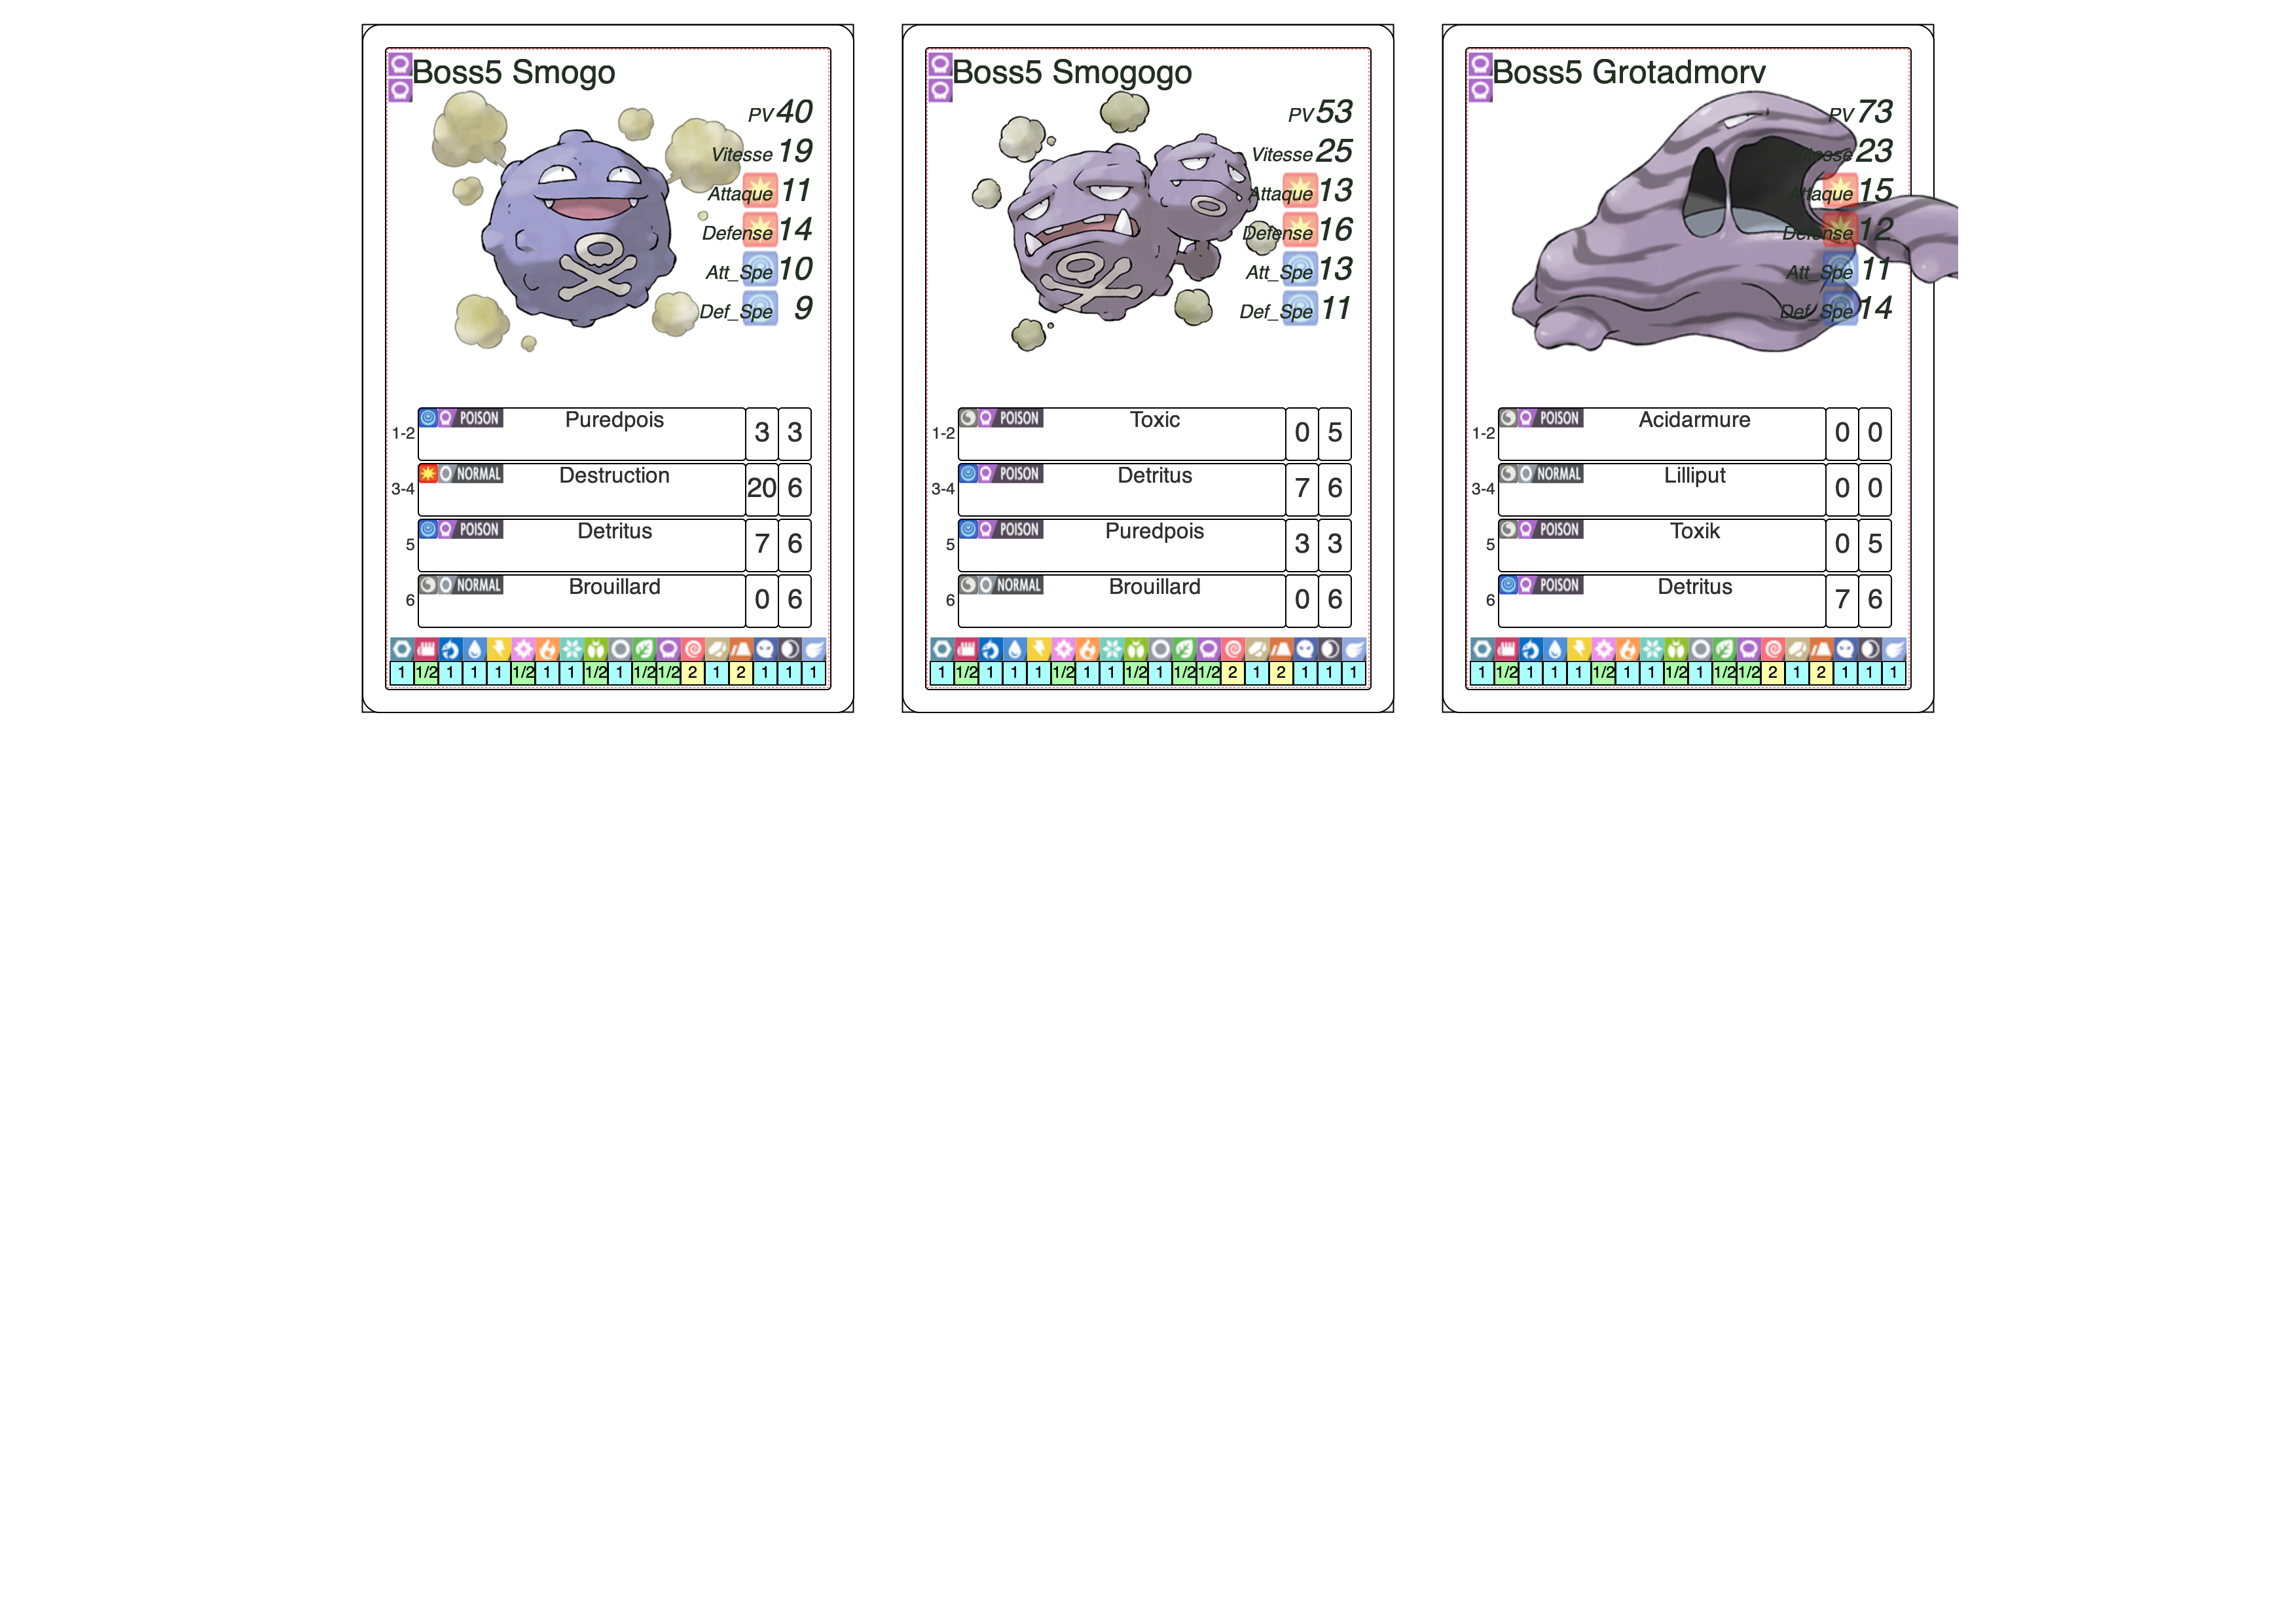 Boss5 Smogo
PV 40
Vitesse 19
Attaque 11
Defense 14
Att_Spe 10
Def_Spe 9
1-2 POISON Puredpois 3 3
3-4 NORMAL Destruction 20 6
5 POISON Detritus 7 6
6 NORMAL Brouillard 0 6
1 1/2 1 1 1 1/2 1 1 1/2 1 1/2 1/2 2 1 2 1 1 1
Boss5 Smogogo
PV 53
Vitesse 25
Attaque 13
Defense 16
Att_Spe 13
Def_Spe 11
1-2 POISON Toxic 0 5
3-4 POISON Detritus 7 6
5 POISON Puredpois 3 3
6 NORMAL Brouillard 0 6
1 1/2 1 1 1 1/2 1 1 1/2 1 1/2 1/2 2 1 2 1 1 1
Boss5 Grotadmorv
PV 73
Vitesse 23
Attaque 15
Defense 12
Att_Spe 11
Def_Spe 14
1-2 POISON Acidarmure 0 0
3-4 NORMAL Lilliput 0 0
5 POISON Toxik 0 5
6 POISON Detritus 7 6
1 1/2 1 1 1 1/2 1 1 1/2 1 1/2 1/2 2 1 2 1 1 1